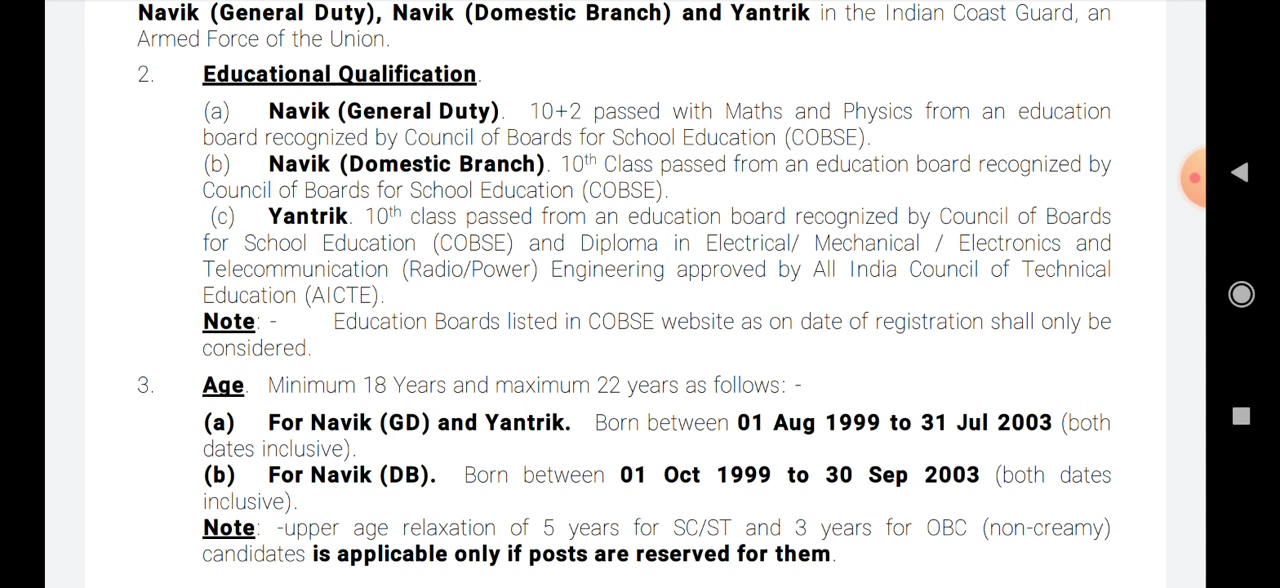 Navik (General Duty), Navik (Domestic Branch) and Yantrik in the Indian Coast Guard, an
Armed Force of the Union.
2. Educational Qualification.
(a) Navik (General Duty). 10+2 passed with Maths and Physics from an education
board recognized by Council of Boards for School Education (COBSE).
(b) Navik (Domestic Branch). 10th Class passed from an education board recognized by
Council of Boards for School Education (COBSE).
(c) Yantrik. 10th class passed from an education board recognized by Council of Boards
for School Education (COBSE) and Diploma in Electrical/ Mechanical / Electronics and
Telecommunication (Radio/Power) Engineering approved by All India Council of Technical
Education (AICTE).
Note: - Education Boards listed in COBSE website as on date of registration shall only be
considered.
3. Age. Minimum 18 Years and maximum 22 years as follows: -
(a) For Navik (GD) and Yantrik. Born between 01 Aug 1999 to 31 Jul 2003 (both
dates inclusive).
(b) For Navik (DB). Born between 01 Oct 1999 to 30 Sep 2003 (both dates
inclusive).
Note: -upper age relaxation of 5 years for SC/ST and 3 years for OBC (non-creamy)
candidates is applicable only if posts are reserved for them.